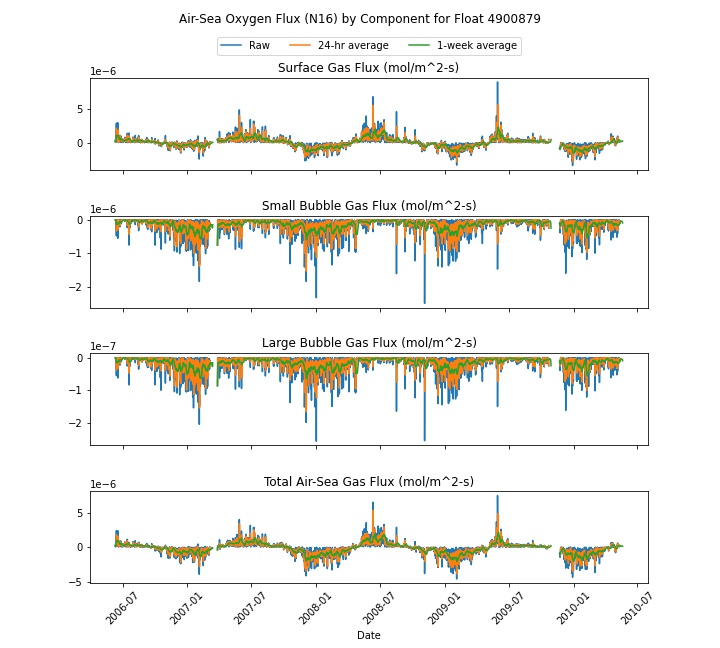 Air-Sea Oxygen Flux (N16) by Component for Float 4900879
Raw 24-hr average 1-week average
Surface Gas Flux (mol/m^2-s)
1e−6
5
0
Small Bubble Gas Flux (mol/m^2-s)
1e−6
0
−1
−2
Large Bubble Gas Flux (mol/m^2-s)
1e−7
0
−1
−2
Total Air-Sea Gas Flux (mol/m^2-s)
1e−6
5
0
−5
2006-07 2007-01 2007-07 2008-01 2008-07 2009-01 2009-07 2010-01 2010-07
Date